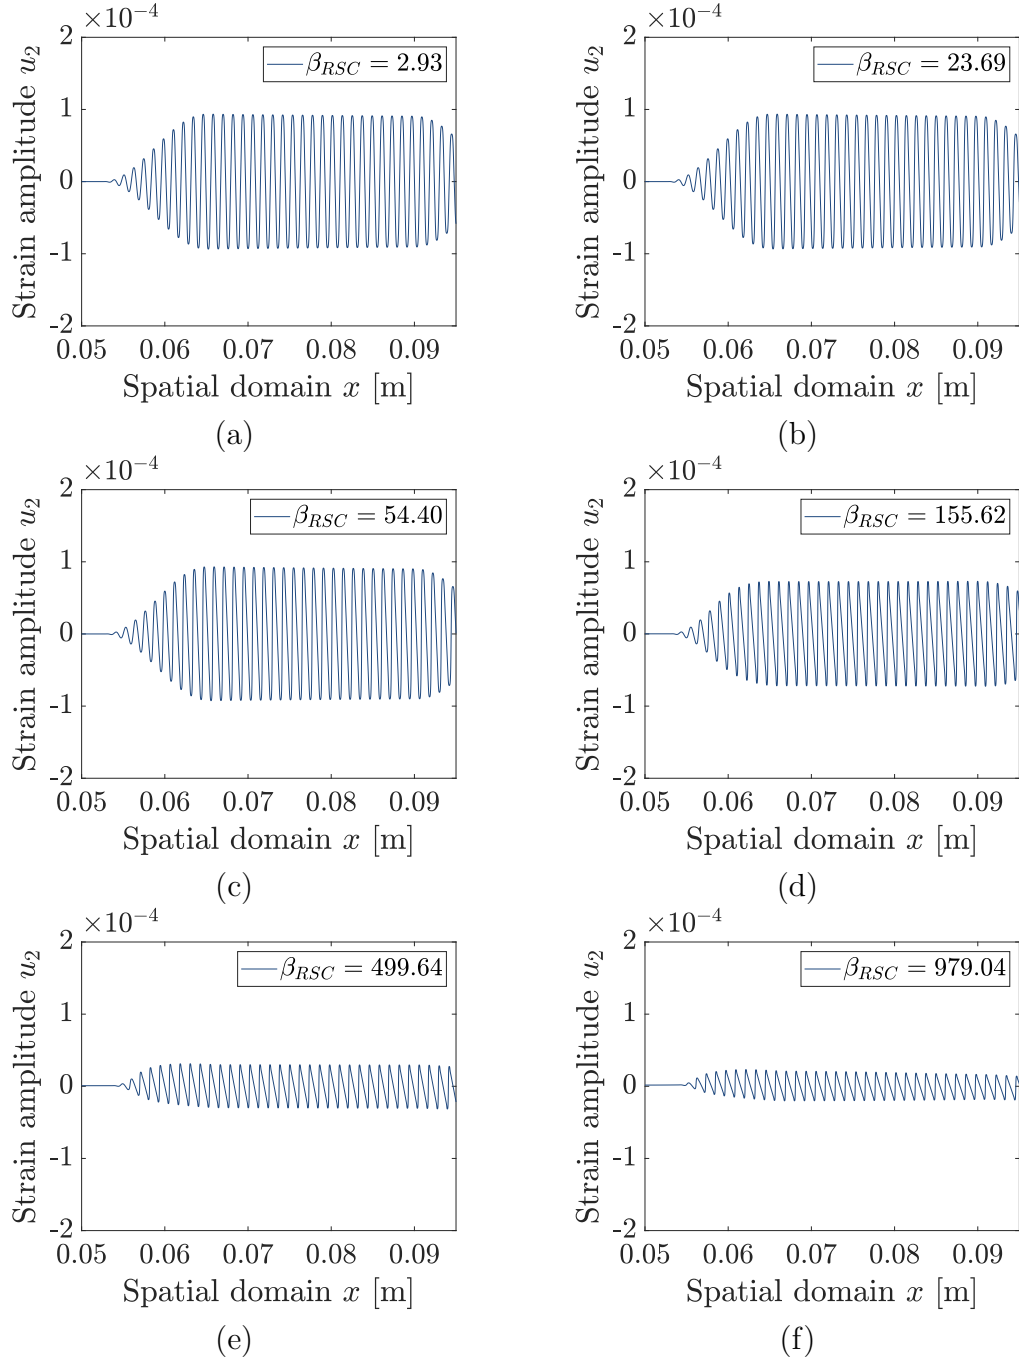 ×10⁻⁴
Strain amplitude u₂
2
1
0
-1
-2
β_RSC = 2.93
0.05 0.06 0.07 0.08 0.09
Spatial domain x [m]
(a)
×10⁻⁴
Strain amplitude u₂
2
1
0
-1
-2
β_RSC = 23.69
0.05 0.06 0.07 0.08 0.09
Spatial domain x [m]
(b)
×10⁻⁴
Strain amplitude u₂
2
1
0
-1
-2
β_RSC = 54.40
0.05 0.06 0.07 0.08 0.09
Spatial domain x [m]
(c)
×10⁻⁴
Strain amplitude u₂
2
1
0
-1
-2
β_RSC = 155.62
0.05 0.06 0.07 0.08 0.09
Spatial domain x [m]
(d)
×10⁻⁴
Strain amplitude u₂
2
1
0
-1
-2
β_RSC = 499.64
0.05 0.06 0.07 0.08 0.09
Spatial domain x [m]
(e)
×10⁻⁴
Strain amplitude u₂
2
1
0
-1
-2
β_RSC = 979.04
0.05 0.06 0.07 0.08 0.09
Spatial domain x [m]
(f)